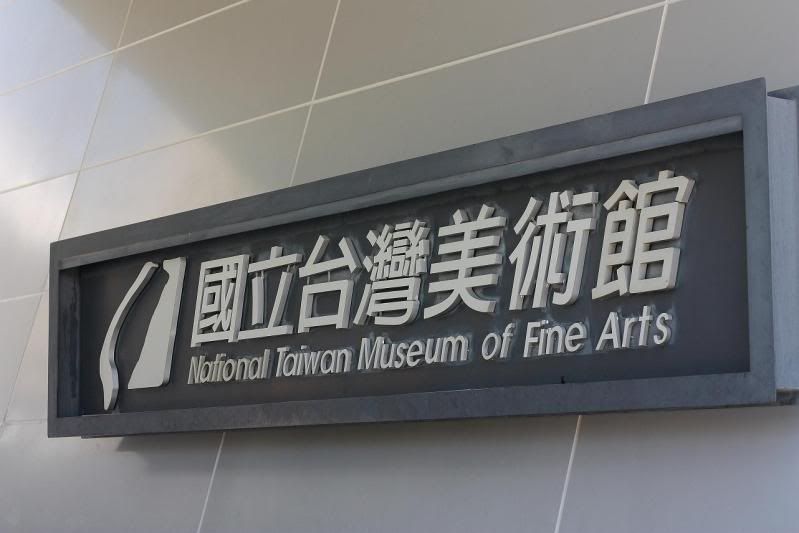 國立台灣美術館
National Taiwan Museum of Fine Arts